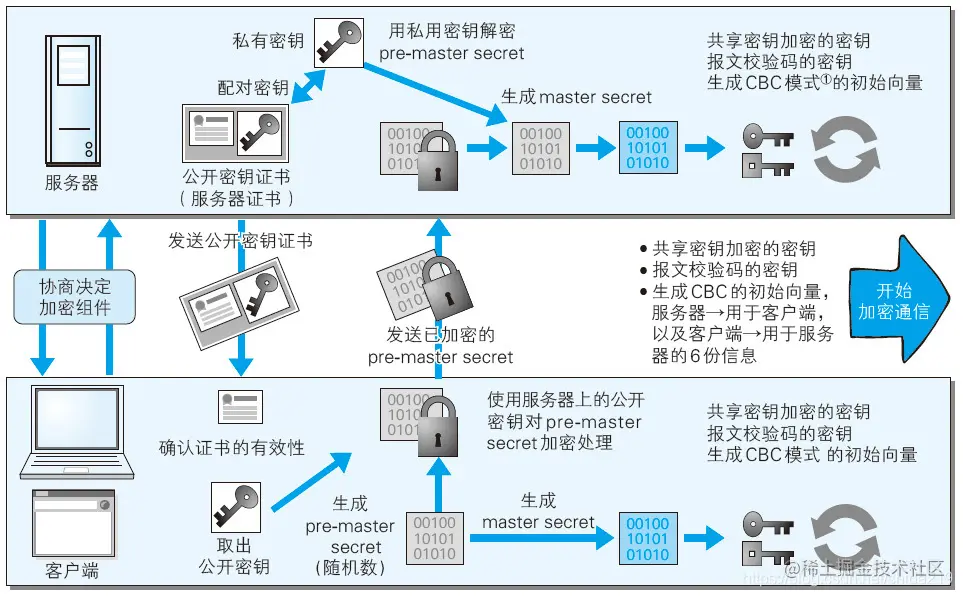 私有密钥
用私用密钥解密
pre-master secret
配对密钥
00100
10101
01010
生成master secret
00100
10101
01010
00100
10101
01010
共享密钥加密的密钥
报文校验码的密钥
生成CBC模式①的初始向量
服务器
公开密钥证书
(服务器证书)
协商决定
加密组件
发送公开密钥证书
00100
1010
010
发送已加密的
pre-master secret
●共享密钥加密的密钥
●报文校验码的密钥
●生成CBC的初始向量，
服务器→用于客户端，
以及客户端→用于服务
器的6份信息
开始
加密通信
客户端
确认证书的有效性
取出
公开密钥
00100
1010
0101
使用服务器上的公开
密钥对pre-master
secret加密处理
生成
pre-master
secret
(随机数)
00100
10101
01010
生成
master secret
00100
10101
01010
共享密钥加密的密钥
报文校验码的密钥
生成CBC模式 的初始向量
@稀土掘金技术社区